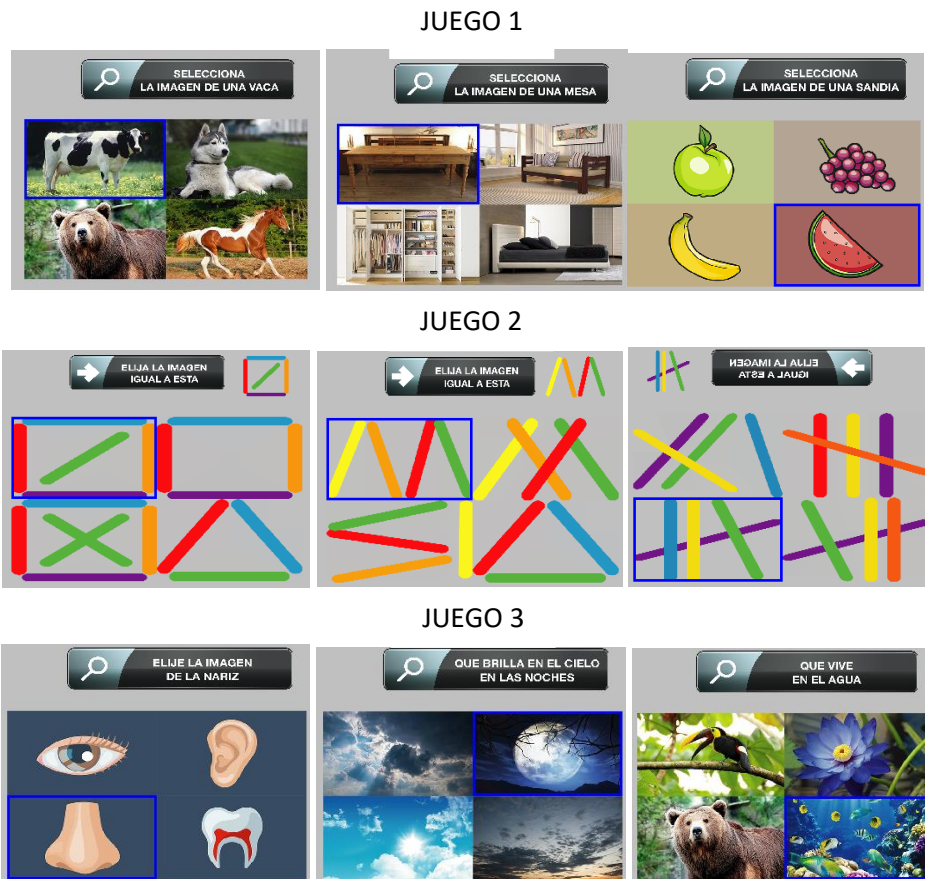 JUEGO 1
SELECCIONA
LA IMAGEN DE UNA VACA
SELECCIONA
LA IMAGEN DE UNA MESA
SELECCIONA
LA IMAGEN DE UNA SANDIA
JUEGO 2
ELIJA LA IMAGEN
IGUAL A ESTA
ELIJA LA IMAGEN
IGUAL A ESTA
ELIJA LA IMAGEN
IGUAL A ESTA
JUEGO 3
ELIJE LA IMAGEN
DE LA NARIZ
QUE BRILLA EN EL CIELO
EN LAS NOCHES
QUE VIVE
EN EL AGUA